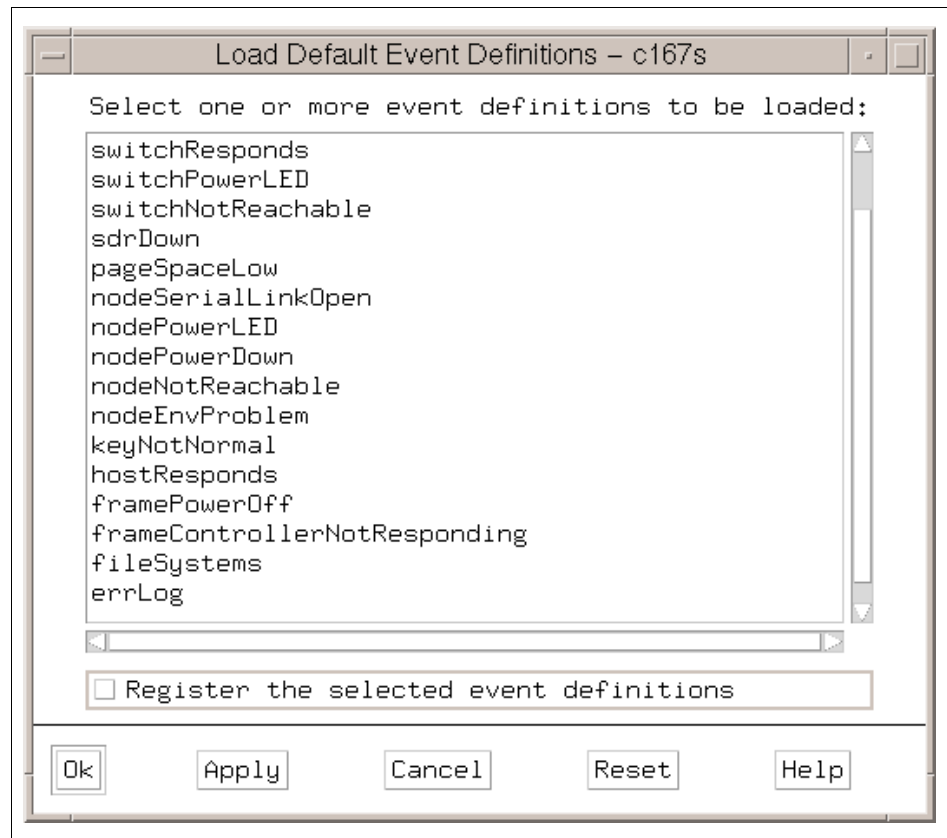 Load Default Event Definitions – c167s
Select one or more event definitions to be loaded:
switchResponds
switchPowerLED
switchNotReachable
sdrDown
pageSpaceLow
nodeSerialLinkOpen
nodePowerLED
nodePowerDown
nodeNotReachable
nodeEnvProblem
keyNotNormal
hostResponds
framePowerOff
frameControllerNotResponding
fileSystems
errLog
Register the selected event definitions
Ok Apply Cancel Reset Help